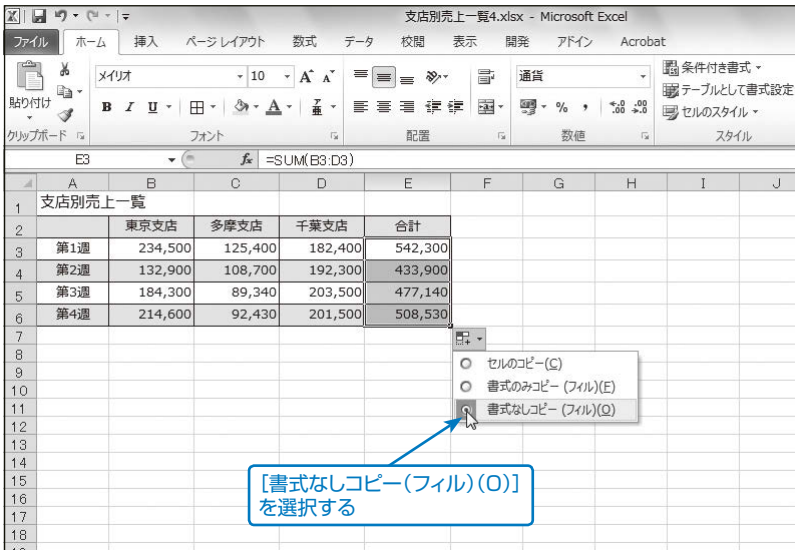 支店別売上一覧4.xlsx - Microsoft Excel
ファイル ホーム 挿入 ページ レイアウト 数式 データ 校閲 表示 開発 アドイン Acrobat
メイリオ 10 A A 通貨 条件付き書式
貼り付け B I U A % , .0 .00 テーブルとして書式設定
セルのスタイル
クリップボード フォント 配置 数値 スタイル
E3 fx =SUM(B3:D3)
A B C D E F G H I J
1 支店別売上一覧
2 東京支店 多摩支店 千葉支店 合計
3 第1週 234,500 125,400 182,400 542,300
4 第2週 132,900 108,700 192,300 433,900
5 第3週 184,300 89,340 203,500 477,140
6 第4週 214,600 92,430 201,500 508,530
7
8 セルのコピー(C)
9
10 書式のみコピー (フィル)(F)
11 書式なしコピー (フィル)(O)
12
13
14
15 [書式なしコピー(フィル)(O)]
16 を選択する
17
18